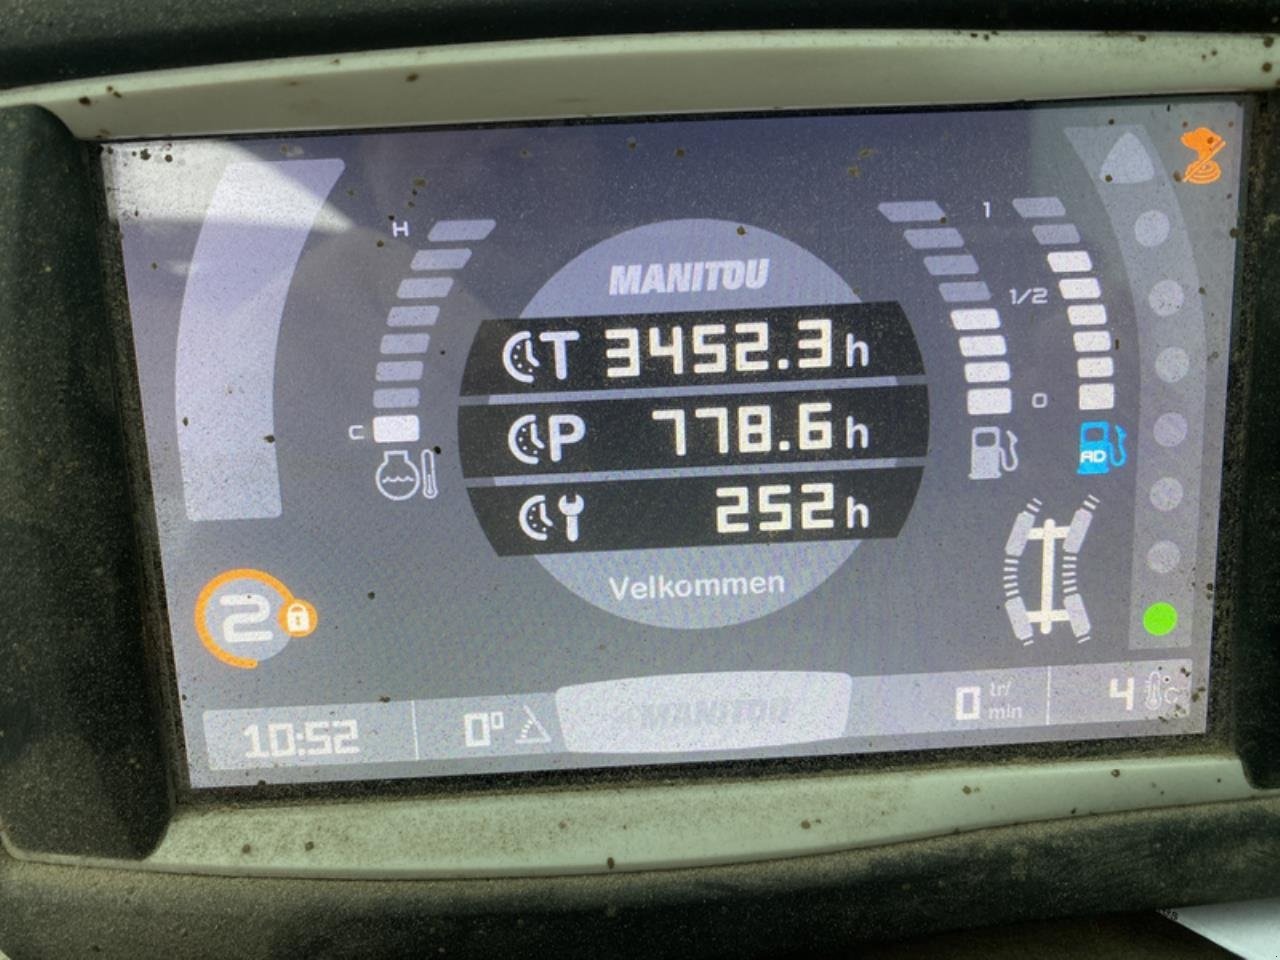 MANITOU
H
1
T 3452.3 h
1/2
P 778.6 h
0
C
AD
252 h
Velkommen
2
10:52
0°
MANITOU
0 tr/
min
4 °C